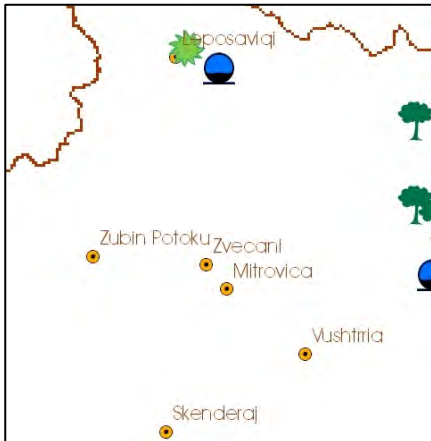 Leposaviqi
Zubin Potoku
Zvecani
Mitrovica
Vushtrria
Skenderaj